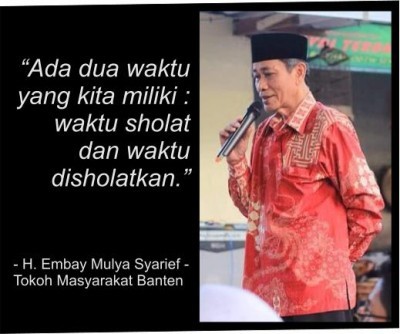 “Ada dua waktu
yang kita miliki :
waktu sholat
dan waktu
disholatkan.”
- H. Embay Mulya Syarief -
Tokoh Masyarakat Banten